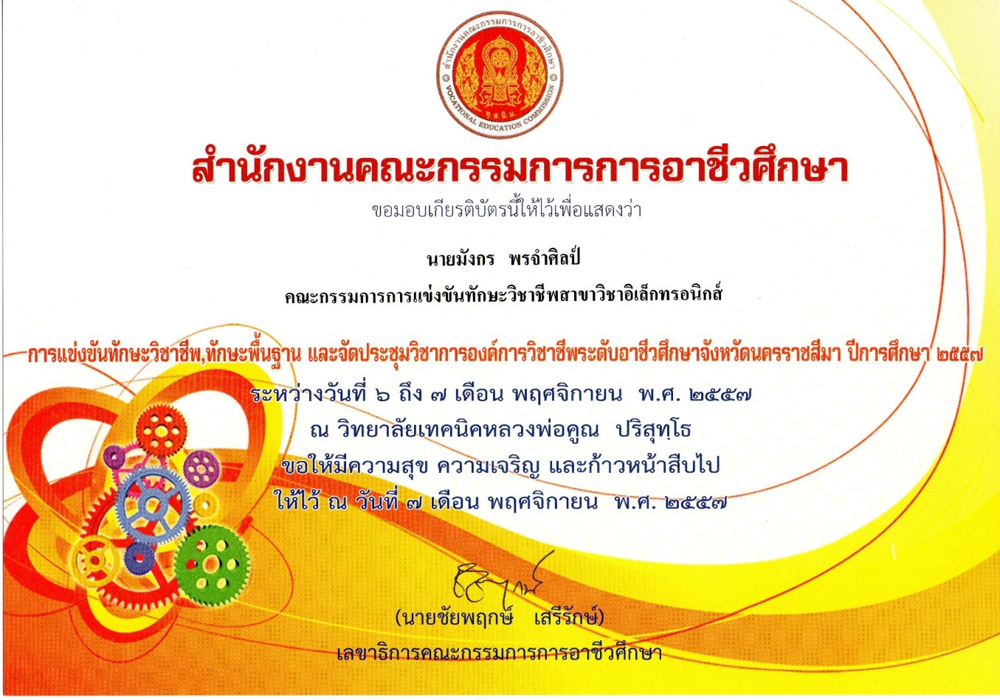 สำนักงานคณะกรรมการการอาชีวศึกษา
VOCATIONAL EDUCATION COMMISSION
ทุ. ส. นิ. ม.
สำนักงานคณะกรรมการการอาชีวศึกษา
ขอมอบเกียรติบัตรนี้ให้ไว้เพื่อแสดงว่า
นายมังกร พรจำศิลป์
คณะกรรมการการแข่งขันทักษะวิชาชีพสาขาวิชาอิเล็กทรอนิกส์
การแข่งขันทักษะวิชาชีพ,ทักษะพื้นฐาน และจัดประชุมวิชาการองค์การวิชาชีพระดับอาชีวศึกษาจังหวัดนครราชสีมา ปีการศึกษา ๒๕๕๗
ระหว่างวันที่ ๖ ถึง ๗ เดือน พฤศจิกายน พ.ศ. ๒๕๕๗
ณ วิทยาลัยเทคนิคหลวงพ่อคูณ ปริสุทฺโธ
ขอให้มีความสุข ความเจริญ และก้าวหน้าสืบไป
ให้ไว้ ณ วันที่ ๗ เดือน พฤศจิกายน พ.ศ. ๒๕๕๗
(นายชัยพฤกษ์ เสรีรักษ์)
เลขาธิการคณะกรรมการการอาชีวศึกษา